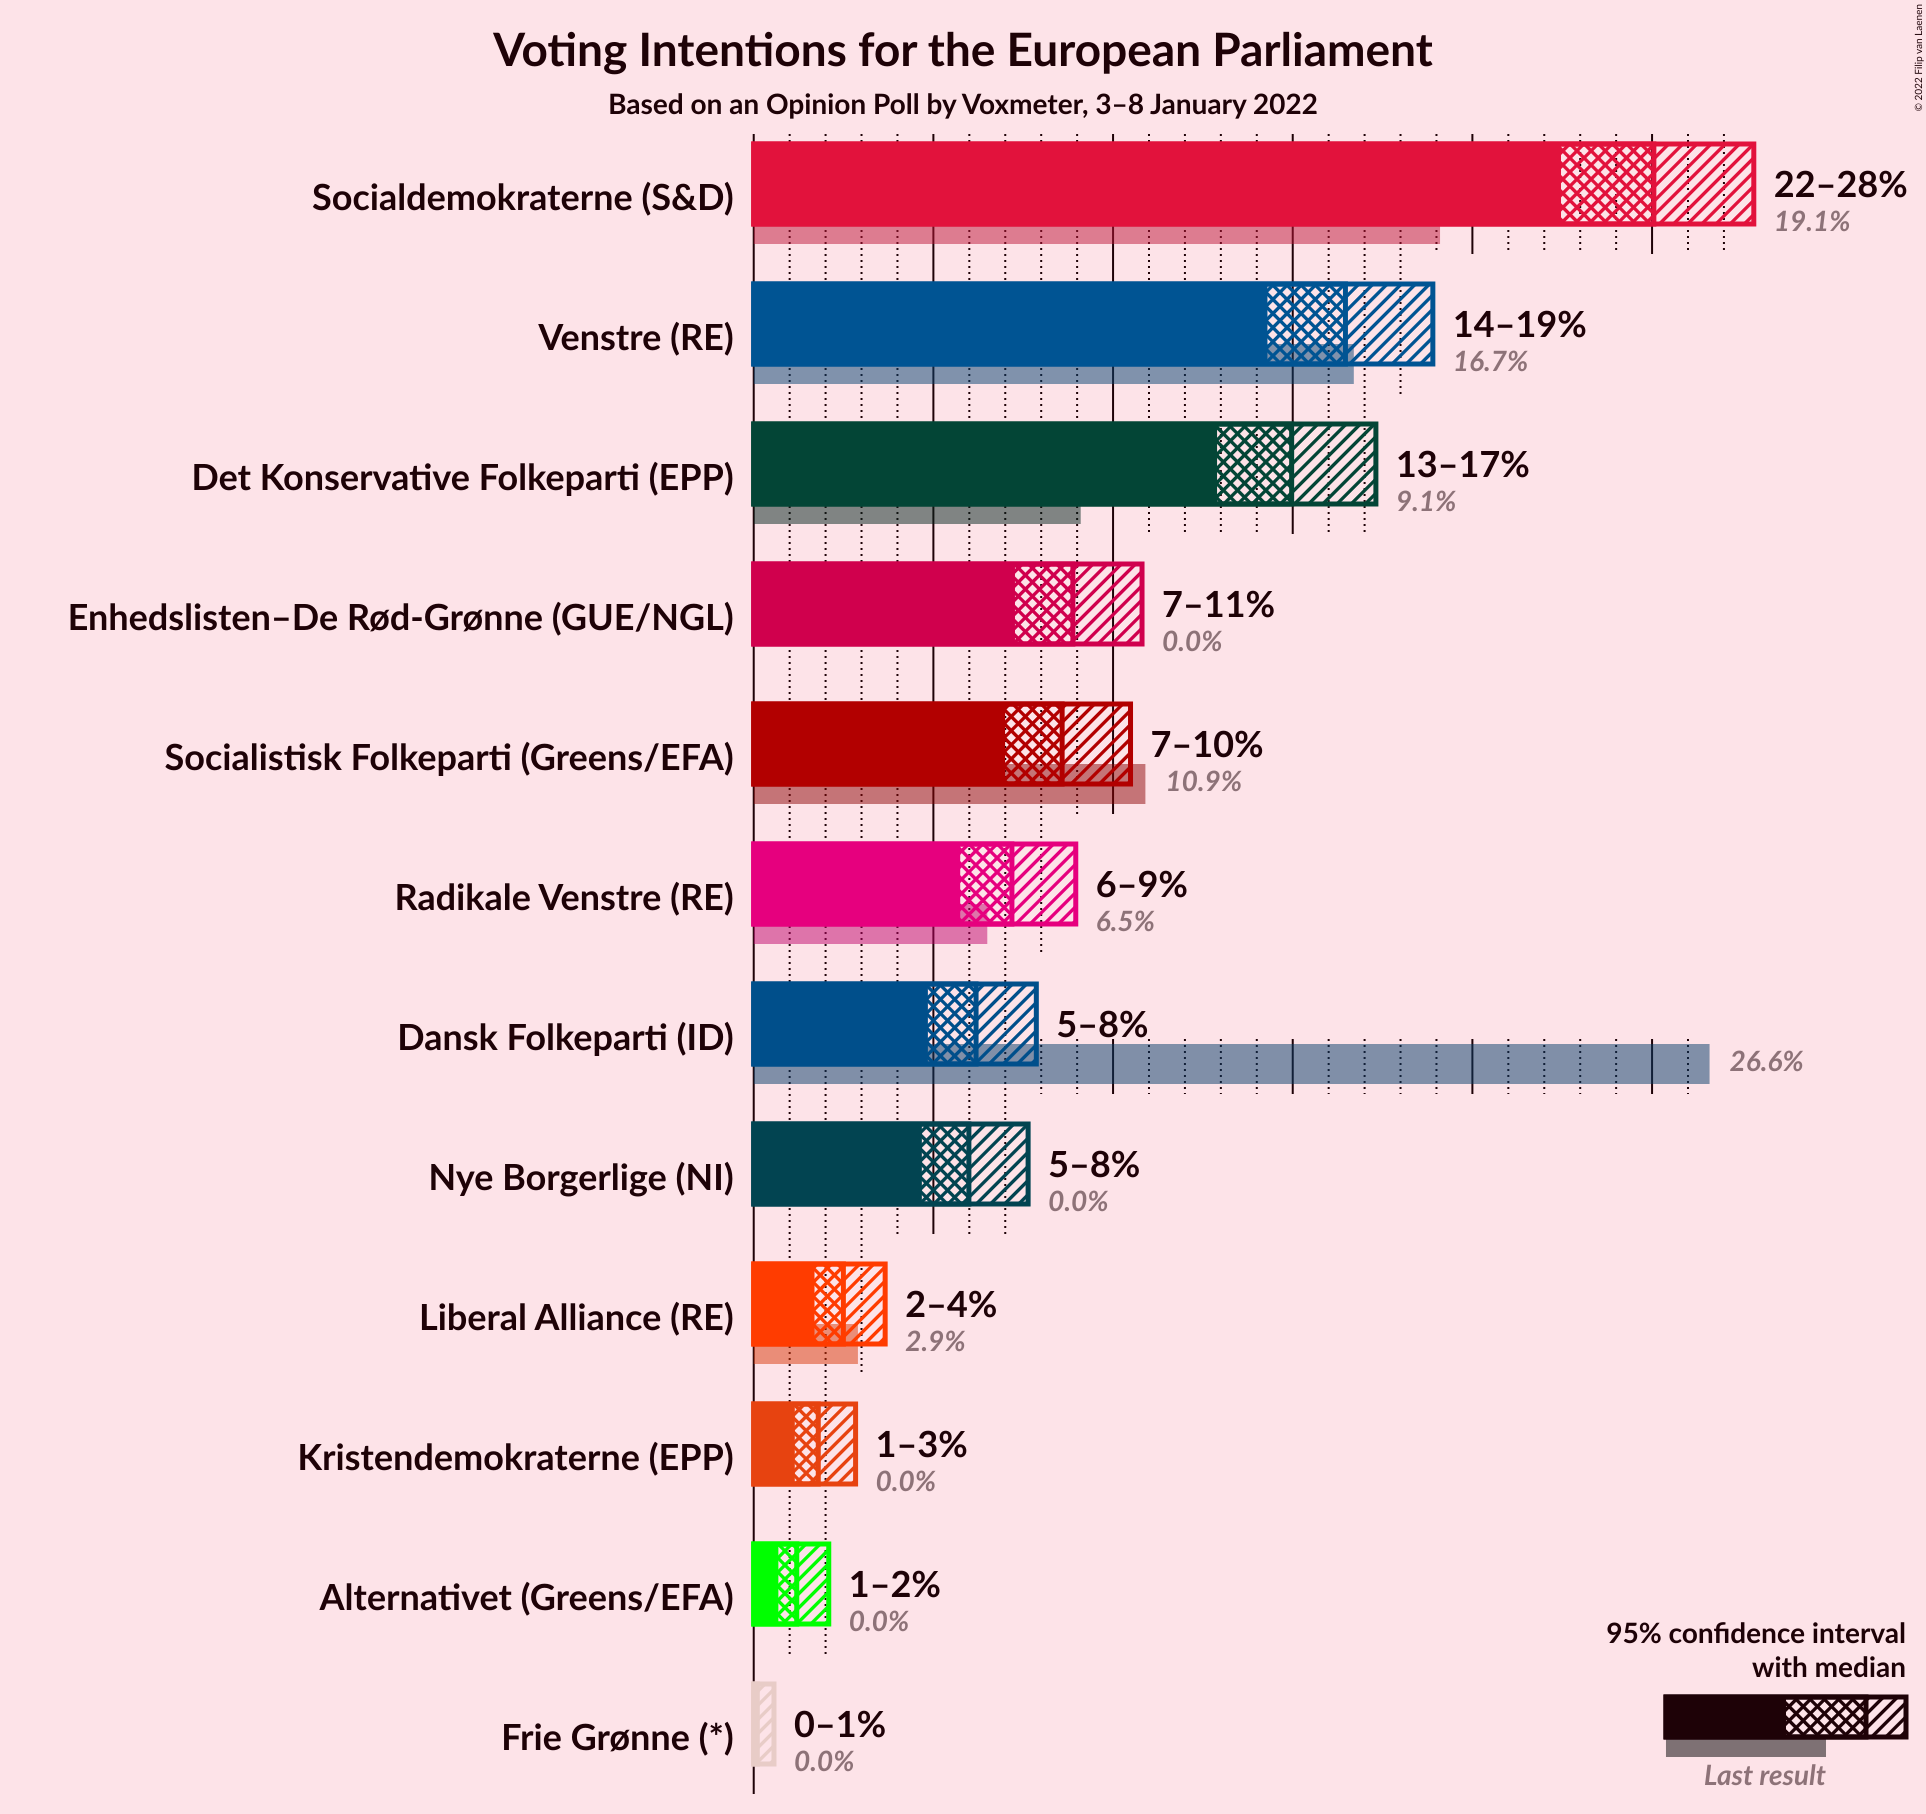 Voting Intentions for the European Parliament
Based on an Opinion Poll by Voxmeter, 3–8 January 2022
© 2022 Filip van Laenen
Socialdemokraterne (S&D)
22–28%
19.1%
Venstre (RE)
14–19%
16.7%
Det Konservative Folkeparti (EPP)
13–17%
9.1%
Enhedslisten–De Rød-Grønne (GUE/NGL)
7–11%
0.0%
Socialistisk Folkeparti (Greens/EFA)
7–10%
10.9%
Radikale Venstre (RE)
6–9%
6.5%
Dansk Folkeparti (ID)
5–8%
26.6%
Nye Borgerlige (NI)
5–8%
0.0%
Liberal Alliance (RE)
2–4%
2.9%
Kristendemokraterne (EPP)
1–3%
0.0%
Alternativet (Greens/EFA)
1–2%
0.0%
Frie Grønne (*)
0–1%
0.0%
95% confidence interval
with median
Last result